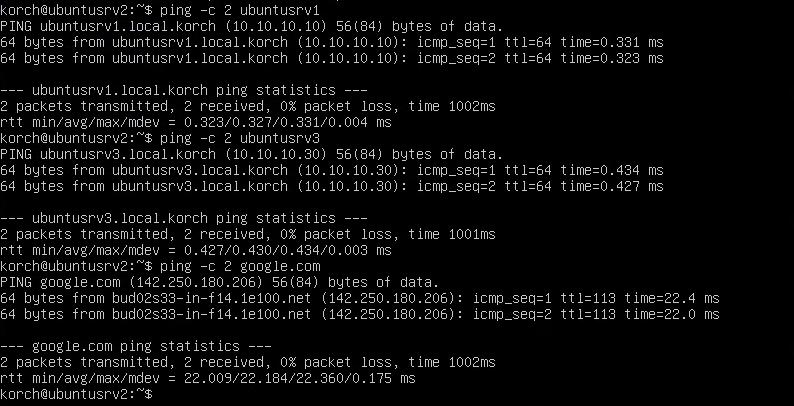 korch@ubuntusrv2:~$ ping -c 2 ubuntusrv1
PING ubuntusrv1.local.korch (10.10.10.10) 56(84) bytes of data.
64 bytes from ubuntusrv1.local.korch (10.10.10.10): icmp_seq=1 ttl=64 time=0.331 ms
64 bytes from ubuntusrv1.local.korch (10.10.10.10): icmp_seq=2 ttl=64 time=0.323 ms
--- ubuntusrv1.local.korch ping statistics ---
2 packets transmitted, 2 received, 0% packet loss, time 1002ms
rtt min/avg/max/mdev = 0.323/0.327/0.331/0.004 ms
korch@ubuntusrv2:~$ ping -c 2 ubuntusrv3
PING ubuntusrv3.local.korch (10.10.10.30) 56(84) bytes of data.
64 bytes from ubuntusrv3.local.korch (10.10.10.30): icmp_seq=1 ttl=64 time=0.434 ms
64 bytes from ubuntusrv3.local.korch (10.10.10.30): icmp_seq=2 ttl=64 time=0.427 ms
--- ubuntusrv3.local.korch ping statistics ---
2 packets transmitted, 2 received, 0% packet loss, time 1001ms
rtt min/avg/max/mdev = 0.427/0.430/0.434/0.003 ms
korch@ubuntusrv2:~$ ping -c 2 google.com
PING google.com (142.250.180.206) 56(84) bytes of data.
64 bytes from bud02s33-in-f14.1e100.net (142.250.180.206): icmp_seq=1 ttl=113 time=22.4 ms
64 bytes from bud02s33-in-f14.1e100.net (142.250.180.206): icmp_seq=2 ttl=113 time=22.0 ms
--- google.com ping statistics ---
2 packets transmitted, 2 received, 0% packet loss, time 1002ms
rtt min/avg/max/mdev = 22.009/22.184/22.360/0.175 ms
korch@ubuntusrv2:~$